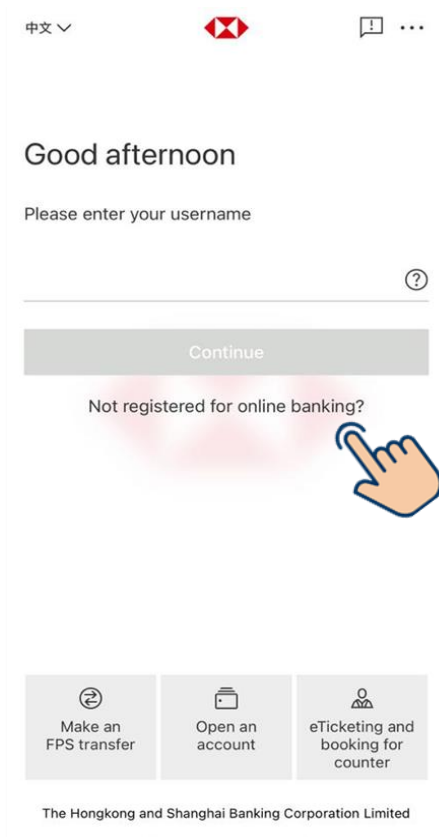 中文
Good afternoon
Please enter your username
Continue
Not registered for online banking?
Make an
FPS transfer
Open an
account
eTicketing and
booking for
counter
The Hongkong and Shanghai Banking Corporation Limited